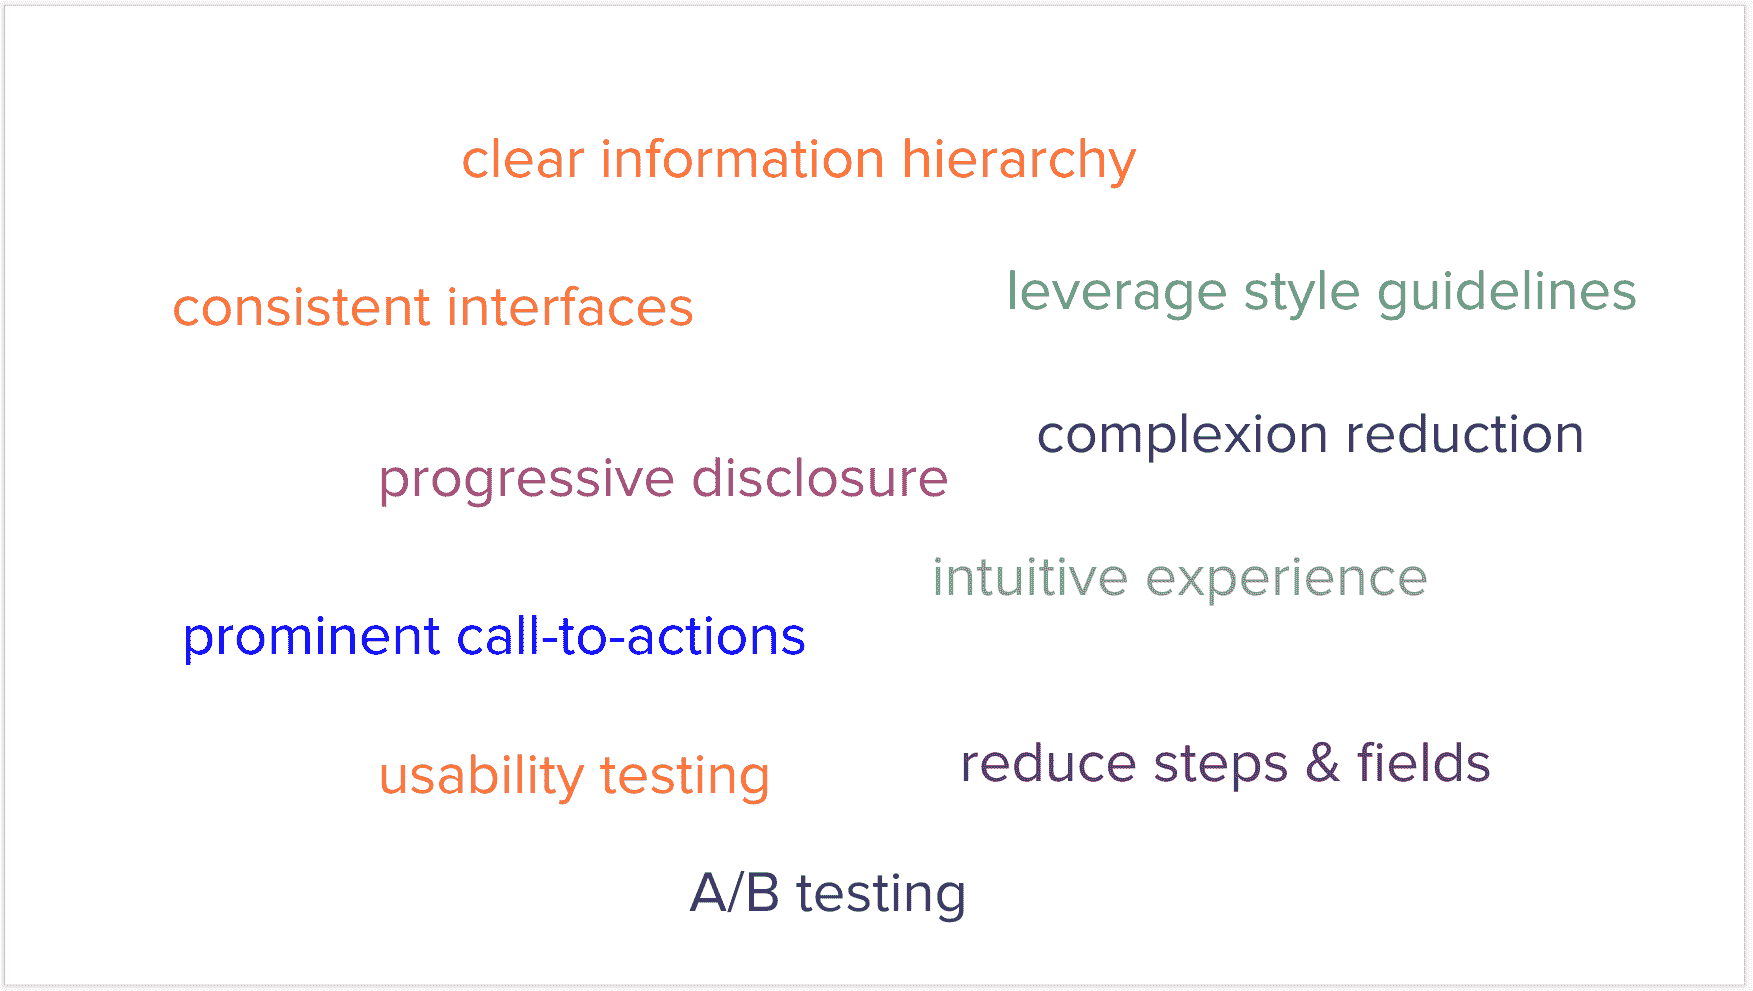 clear information hierarchy
consistent interfaces
leverage style guidelines
complexion reduction
progressive disclosure
intuitive experience
prominent call-to-actions
usability testing
reduce steps & fields
A/B testing